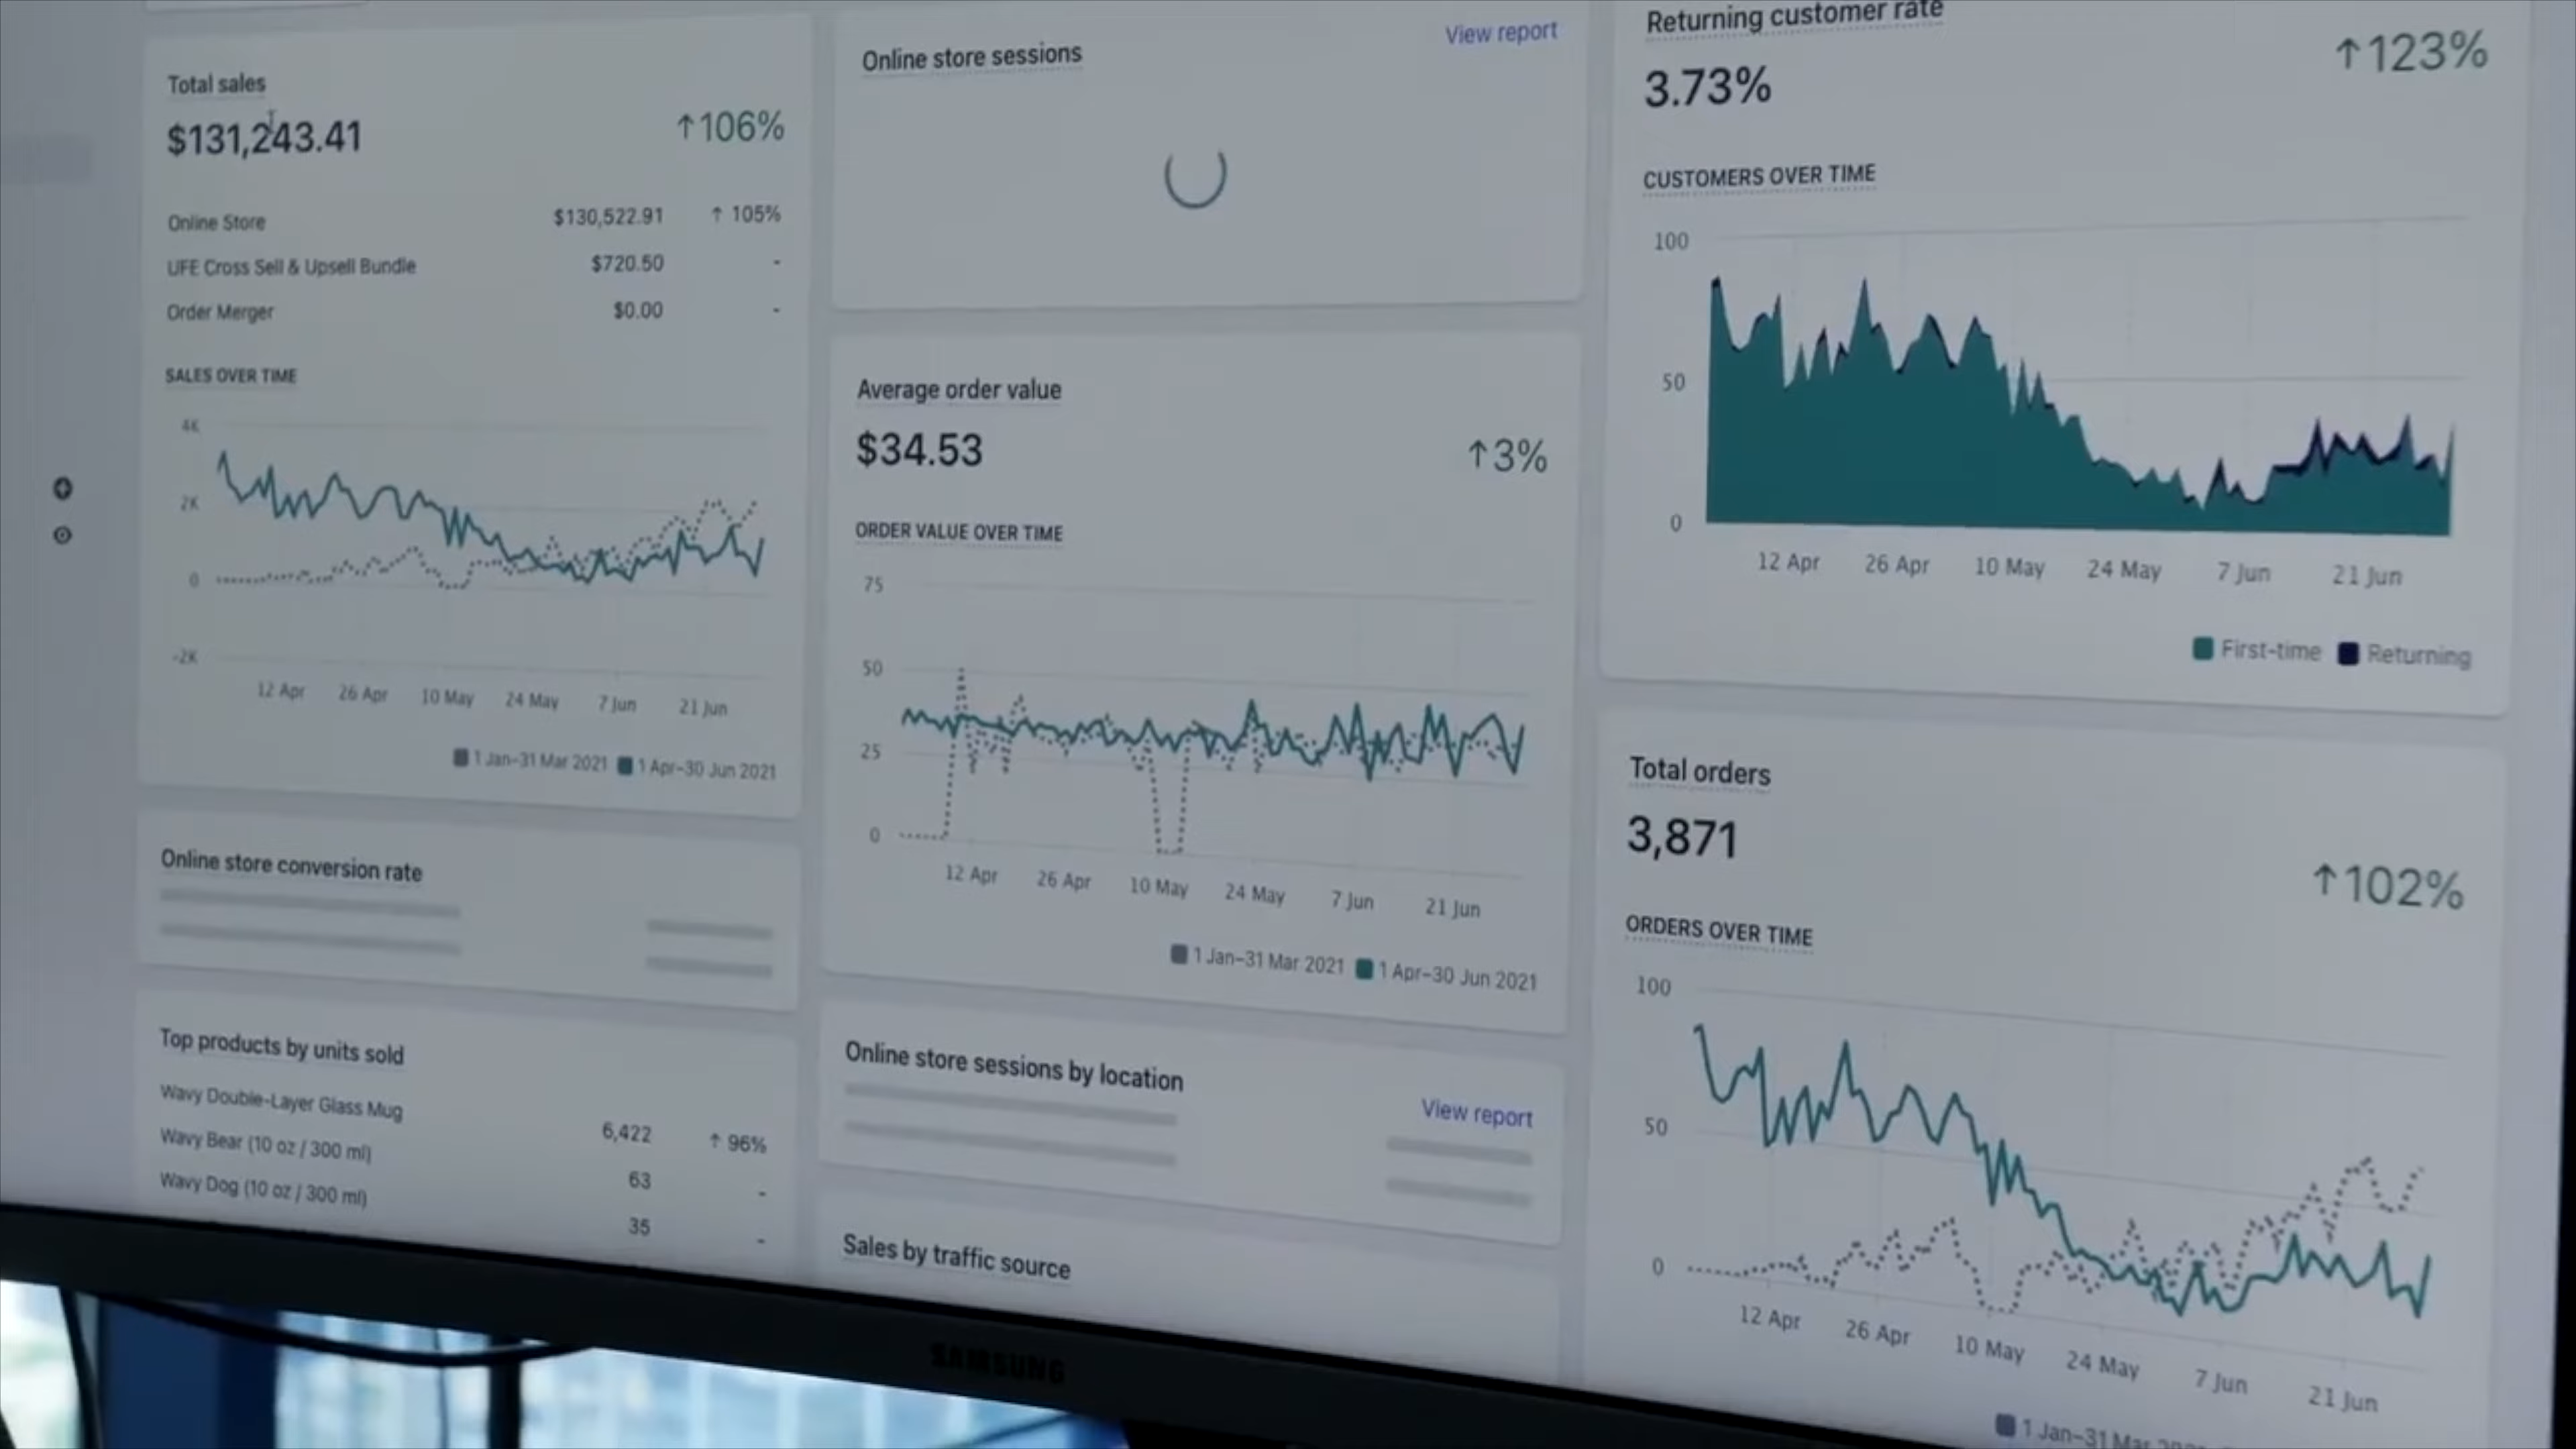 Total sales
$131,243.41 ↑106%
Online Store $130,522.91 ↑ 105%
UFE Cross Sell & Upsell Bundle $720.50 -
Order Merger $0.00 -
SALES OVER TIME
4K
2K
0
-2K
12 Apr 26 Apr 10 May 24 May 7 Jun 21 Jun
1 Jan–31 Mar 2021 1 Apr–30 Jun 2021
Online store conversion rate
Top products by units sold
Wavy Double-Layer Glass Mug 6,422 ↑ 96%
Wavy Bear (10 oz / 300 ml) 63 -
Wavy Dog (10 oz / 300 ml) 35 -
Online store sessions View report
Average order value
$34.53 ↑3%
ORDER VALUE OVER TIME
75
50
25
0
12 Apr 26 Apr 10 May 24 May 7 Jun 21 Jun
1 Jan–31 Mar 2021 1 Apr–30 Jun 2021
Online store sessions by location
View report
Sales by traffic source
Returning customer rate
3.73% ↑123%
CUSTOMERS OVER TIME
100
50
0
12 Apr 26 Apr 10 May 24 May 7 Jun 21 Jun
First-time Returning
Total orders
3,871 ↑102%
ORDERS OVER TIME
100
50
0
12 Apr 26 Apr 10 May 24 May 7 Jun 21 Jun
1 Jan–31 Mar
SAMSUNG